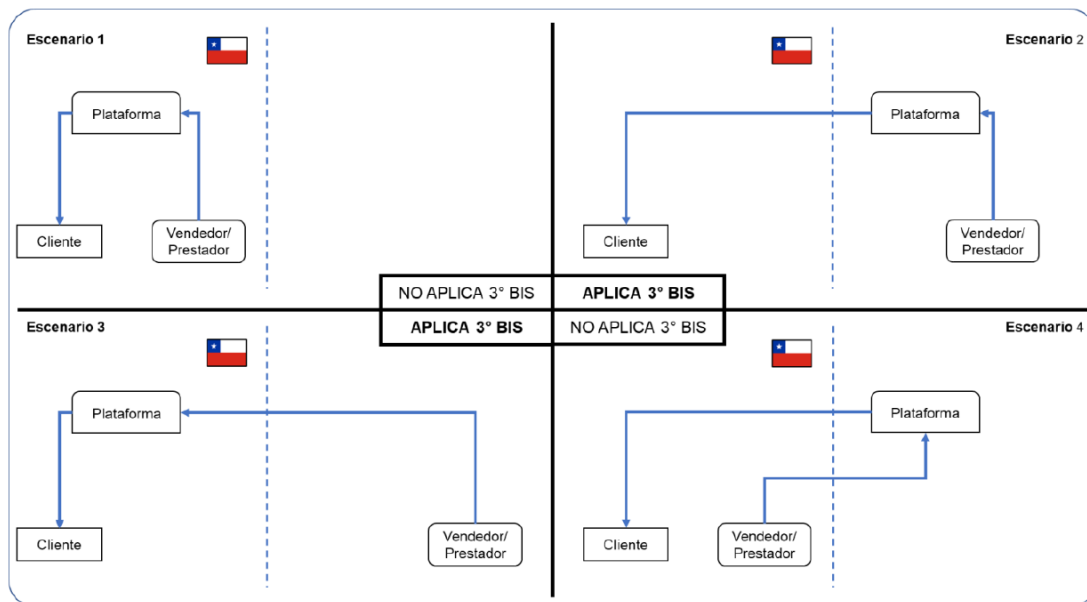 Escenario 1
Plataforma
Cliente
Vendedor/
Prestador
NO APLICA 3° BIS
Escenario 2
Plataforma
Cliente
Vendedor/
Prestador
APLICA 3° BIS
Escenario 3
APLICA 3° BIS
Plataforma
Cliente
Vendedor/
Prestador
NO APLICA 3° BIS
Escenario 4
Plataforma
Cliente
Vendedor/
Prestador